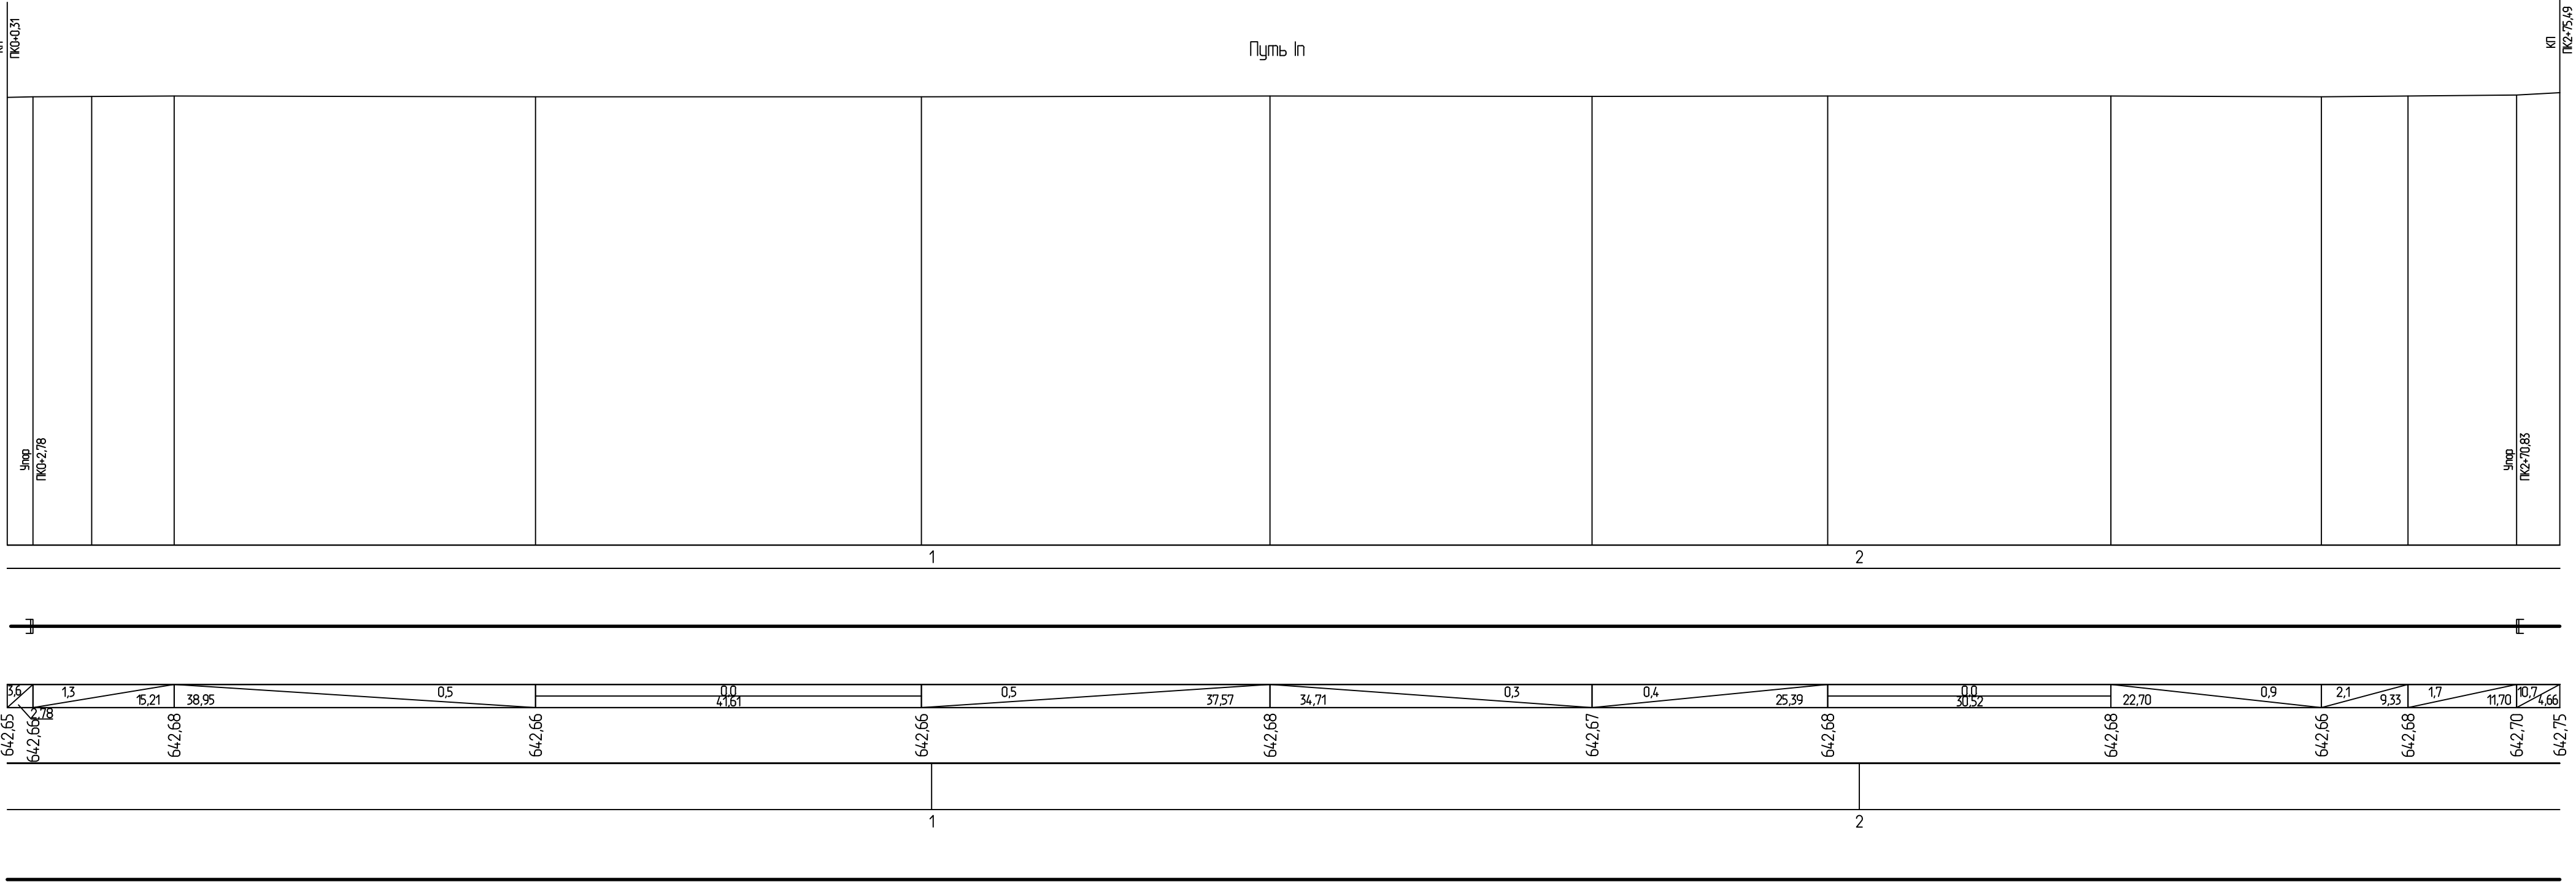 КП
ПК0+0,31
Путь Iп
КП
ПК2+75,49
Упор
ПК0+2,78
Упор
ПК2+70,83
1 2
3,6 1,3 0,5 0,0 0,5 0,3 0,4 0,0 0,9 2,1 1,7 10,7
2,78 15,21 38,95 41,61 37,57 34,71 25,39 30,52 22,70 9,33 11,70 4,66
642,65 642,66 642,68 642,66 642,66 642,68 642,67 642,68 642,68 642,66 642,68 642,70 642,75
1 2